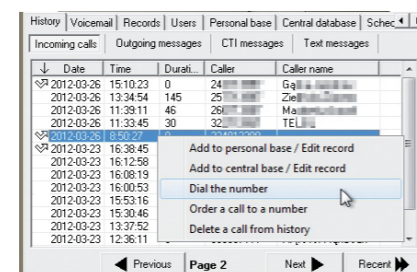 History Voicemail Records Users Personal base Central database Schec
Incoming calls Outgoing messages CTI messages Text messages
Date Time Durati... Caller Caller name
2012-03-26 15:10:23 0 24
2012-03-26 13:34:54 145 25
2012-03-26 11:39:11 46
2012-03-26 11:33:45 30 32 TEL
2012-03-26 8:50:27 0
2012-03-23 16:38:45
2012-03-23 16:12:58
2012-03-23 16:08:19
2012-03-23 16:00:53
2012-03-23 15:53:16
2012-03-23 15:30:46
2012-03-23 13:37:52
2012-03-23 12:36:11
Add to personal base / Edit record
Add to central base / Edit record
Dial the number
Order a call to a number
Delete a call from history
Previous Page 2 Next Recent